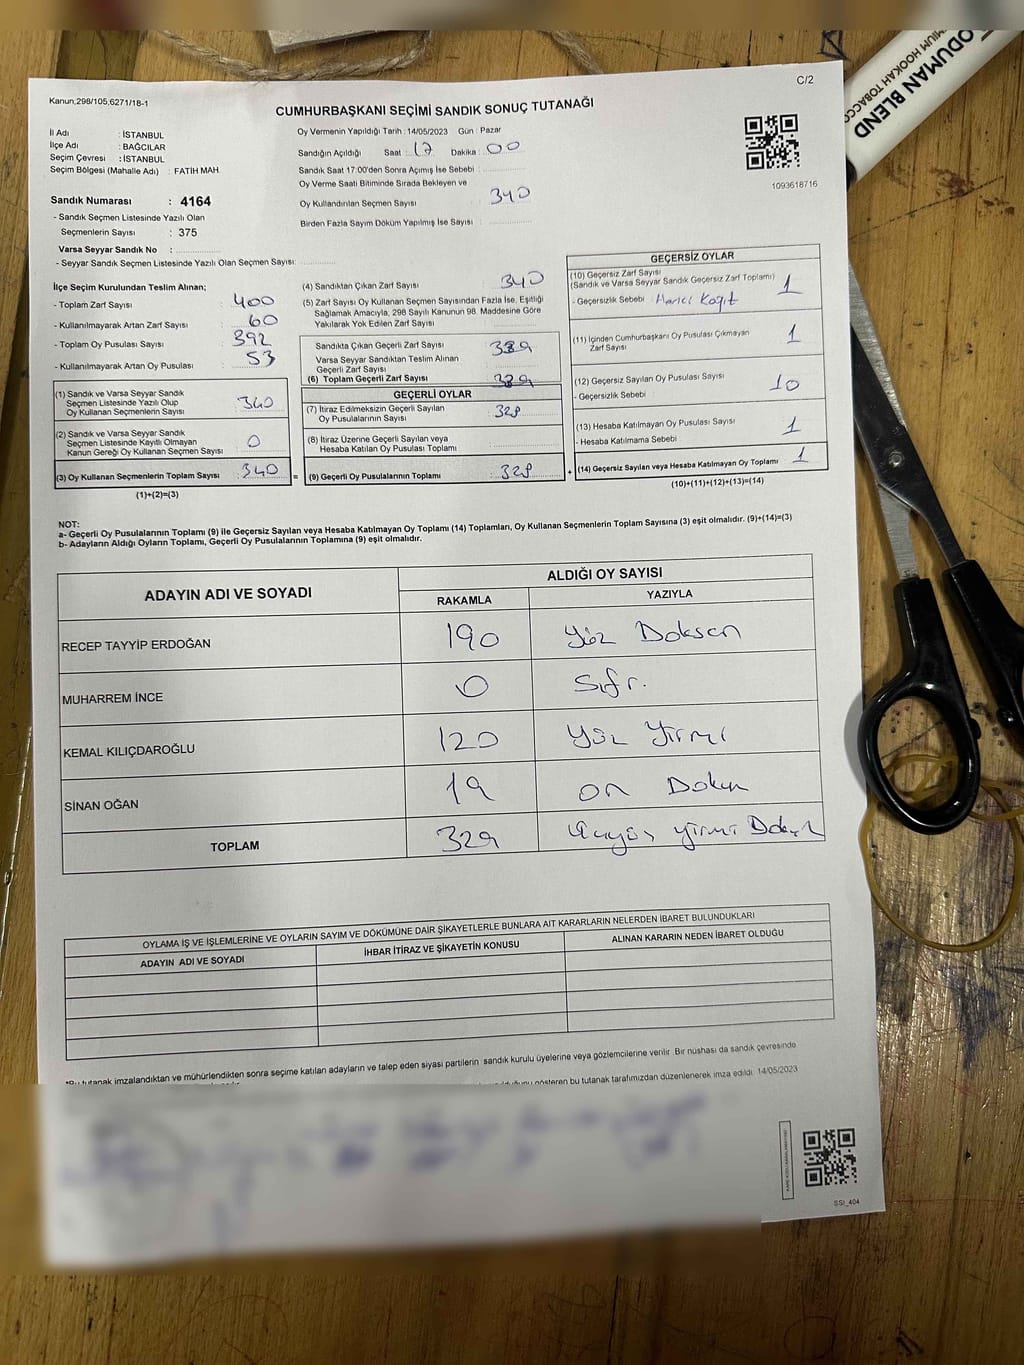 ODUMAN BLEND
MIUM HOOKAH TOBACCO
C/2
Kanun;298/105,6271/18-1
CUMHURBAŞKANI SEÇİMİ SANDIK SONUÇ TUTANAĞI
İl Adı : İSTANBUL
İlçe Adı : BAĞCILAR
Seçim Çevresi : İSTANBUL
Seçim Bölgesi (Mahalle Adı) : FATİH MAH.
Oy Vermenin Yapıldığı Tarih : 14/05/2023 Gün : Pazar
Sandığın Açıldığı Saat : 17 Dakika : 00
Sandık Saat 17:00'den Sonra Açımış İse Sebebi :
Oy Verme Saati Bitiminde Sırada Bekleyen ve
Oy Kullandırılan Seçmen Sayısı : 340
Birden Fazla Sayım Döküm Yapılmış İse Sayısı :
1093618716
Sandık Numarası : 4164
- Sandık Seçmen Listesinde Yazılı Olan
Seçmenlerin Sayısı : 375
Varsa Seyyar Sandık No :
- Seyyar Sandık Seçmen Listesinde Yazılı Olan Seçmen Sayısı:
İlçe Seçim Kurulundan Teslim Alınan;
- Toplam Zarf Sayısı : 400
- Kullanılmayarak Artan Zarf Sayısı : 60
- Toplam Oy Pusulası Sayısı : 392
- Kullanılmayarak Artan Oy Pusulası : 53
(1) Sandık ve Varsa Seyyar Sandık
Seçmen Listesinde Yazılı Olup
Oy Kullanan Seçmenlerin Sayısı : 340
(2) Sandık ve Varsa Seyyar Sandık
Seçmen Listesinde Kayıtlı Olmayan
Kanun Gereği Oy Kullanan Seçmen Sayısı : 0
(3) Oy Kullanan Seçmenlerin Toplam Sayısı : 340
(1)+(2)=(3)
(4) Sandıktan Çıkan Zarf Sayısı : 340
(5) Zarf Sayısı Oy Kullanan Seçmen Sayısından Fazla İse, Eşitliği
Sağlamak Amacıyla, 298 Sayılı Kanunun 98. Maddesine Göre
Yakılarak Yok Edilen Zarf Sayısı :
Sandıkta Çıkan Geçerli Zarf Sayısı : 339
Varsa Seyyar Sandıktan Teslim Alınan
Geçerli Zarf Sayısı :
(6) Toplam Geçerli Zarf Sayısı : 339
GEÇERLİ OYLAR
(7) İtiraz Edilmeksizin Geçerli Sayılan
Oy Pusulalarının Sayısı : 329
(8) İtiraz Üzerine Geçerli Sayılan veya
Hesaba Katılan Oy Pusulası Toplamı
(9) Geçerli Oy Pusulalarının Toplamı : 329
=
+
GEÇERSİZ OYLAR
(10) Geçersiz Zarf Sayısı
(Sandık ve Varsa Seyyar Sandık Geçersiz Zarf Toplamı) : 1
- Geçersizlik Sebebi : Harici Kağıt
(11) İçinden Cumhurbaşkanı Oy Pusulası Çıkmayan
Zarf Sayısı : 1
(12) Geçersiz Sayılan Oy Pusulası Sayısı : 10
- Geçersizlik Sebebi :
(13) Hesaba Katılmayan Oy Pusulası Sayısı : 1
- Hesaba Katılmama Sebebi
(14) Geçersiz Sayılan veya Hesaba Katılmayan Oy Toplamı : 1
(10)+(11)+(12)+(13)=(14)
NOT:
a- Geçerli Oy Pusulalarının Toplamı (9) ile Geçersiz Sayılan veya Hesaba Katılmayan Oy Toplamı (14) Toplamları, Oy Kullanan Seçmenlerin Toplam Sayısına (3) eşit olmalıdır. (9)+(14)=(3)
b- Adayların Aldığı Oyların Toplamı, Geçerli Oy Pusulalarının Toplamına (9) eşit olmalıdır.
ADAYIN ADI VE SOYADI
ALDIĞI OY SAYISI
RAKAMLA YAZIYLA
RECEP TAYYİP ERDOĞAN 190 Yüz Doksan
MUHARREM İNCE 0 Sıfır.
KEMAL KILIÇDAROĞLU 120 Yüz Yirmi
SİNAN OĞAN 19 on Dokuz
TOPLAM 329 Üçyüz yirmi Dokuz
OYLAMA İŞ VE İŞLEMLERİNE VE OYLARIN SAYIM VE DÖKÜMÜNE DAİR ŞİKAYETLERLE BUNLARA AİT KARARLARIN NELERDEN İBARET BULUNDUKLARI
ADAYIN ADI VE SOYADI İHBAR İTİRAZ VE ŞİKAYETİN KONUSU ALINAN KARARIN NEDEN İBARET OLDUĞU
*Bu tutanak imzalandıktan ve mühürlendikten sonra seçime katılan adayların ve talep eden siyasi partilerin sandık kurulu üyelerine veya gözlemcilerine verilir. Bir nüshası da sandık çevresinde
gösteren bu tutanak tarafımızdan düzenlenerek imza edildi. 14/05/2023
SSİ_404